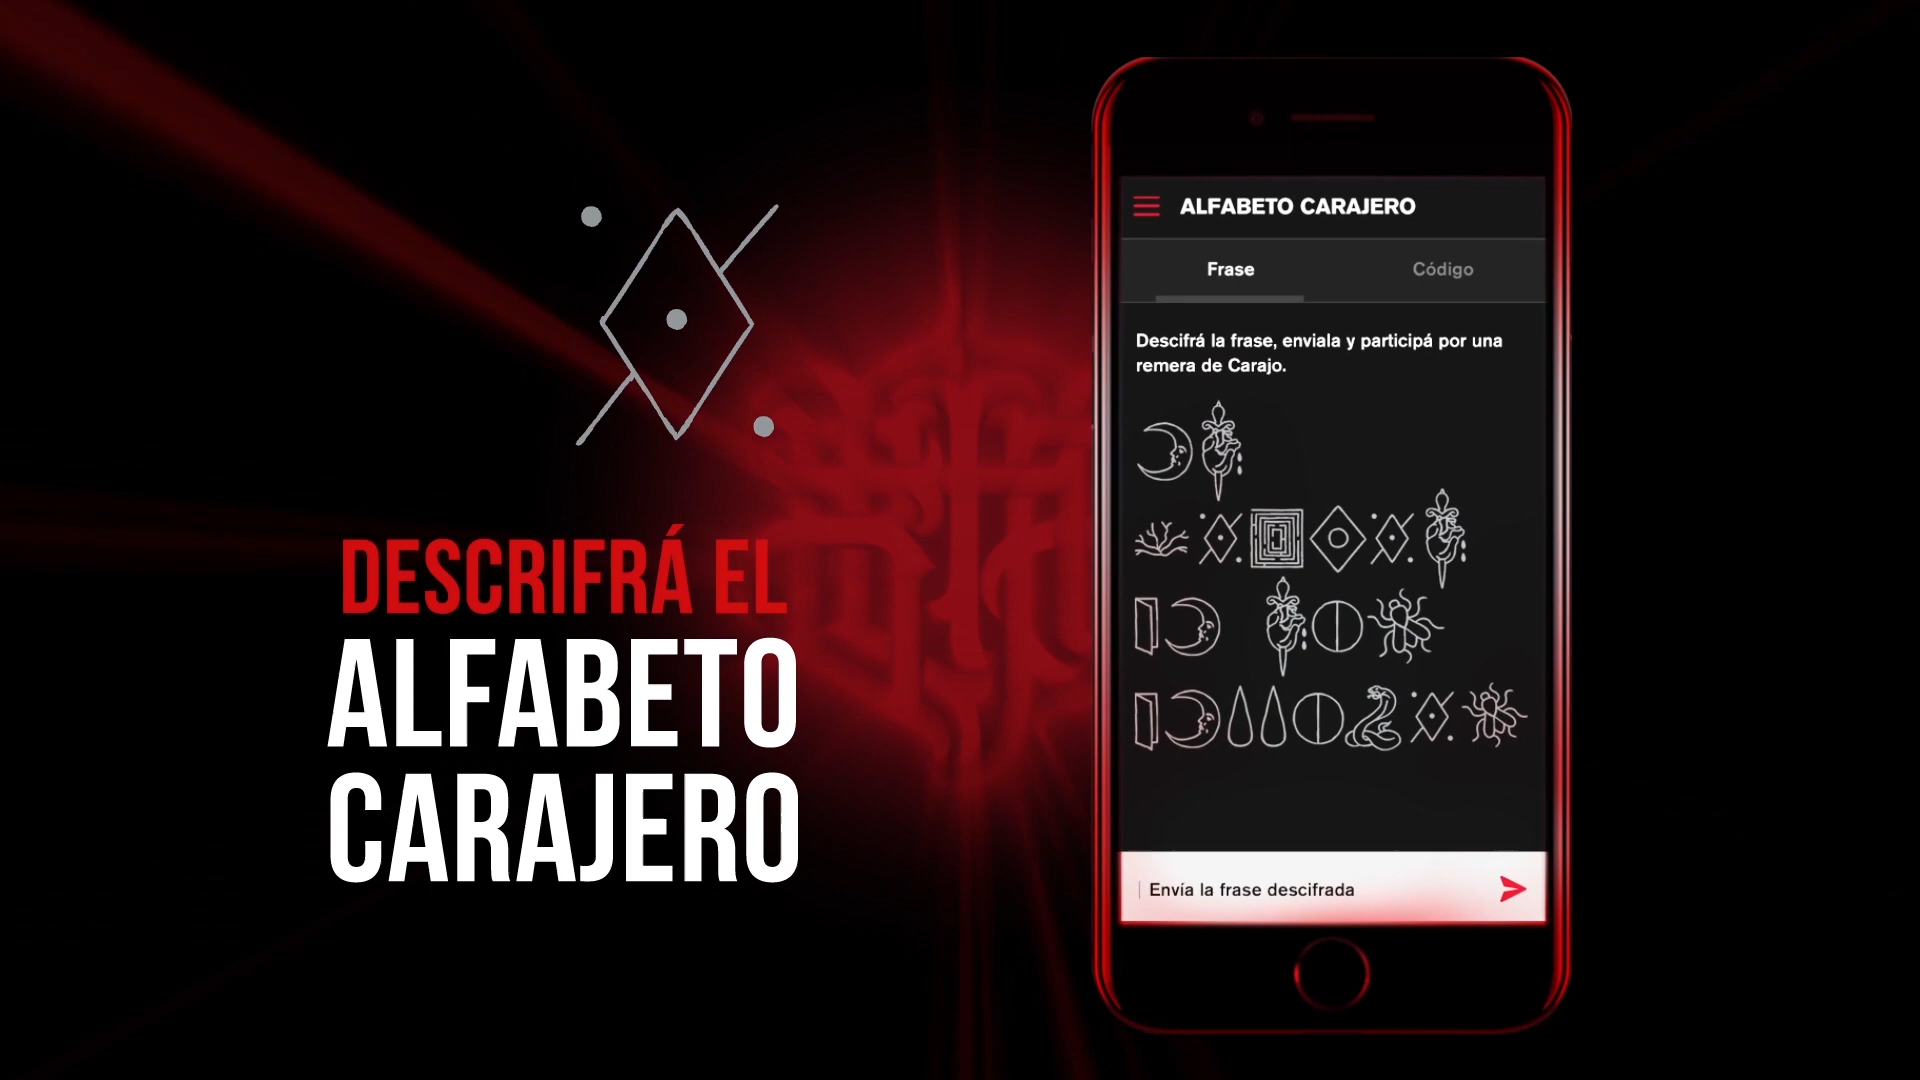 DESCRIFRÁ EL
ALFABETO
CARAJERO
ALFABETO CARAJERO
Frase
Código
Descifrá la frase, enviala y participá por una
remera de Carajo.
Envía la frase descifrada